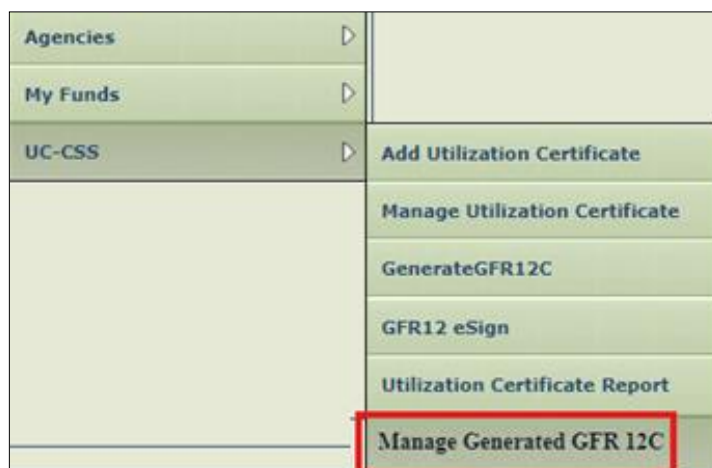 Agencies
My Funds
UC-CSS
Add Utilization Certificate
Manage Utilization Certificate
GenerateGFR12C
GFR12 eSign
Utilization Certificate Report
Manage Generated GFR 12C